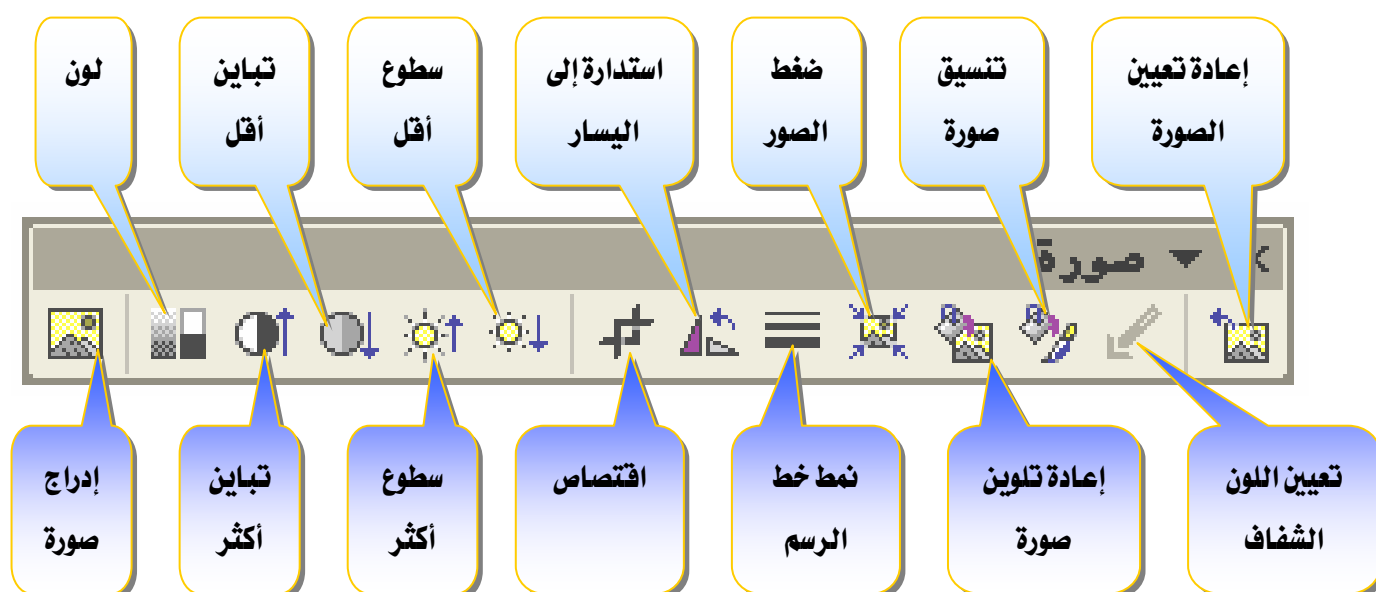 إعادة تعيين
الصورة
تنسيق
صورة
ضغط
الصور
استدارة إلى
اليسار
سطوع
أقل
تباين
أقل
لون
صورة
تعيين اللون
الشفاف
إعادة تلوين
صورة
نمط خط
الرسم
اقتصاص
سطوع
أكثر
تباين
أكثر
إدراج
صورة